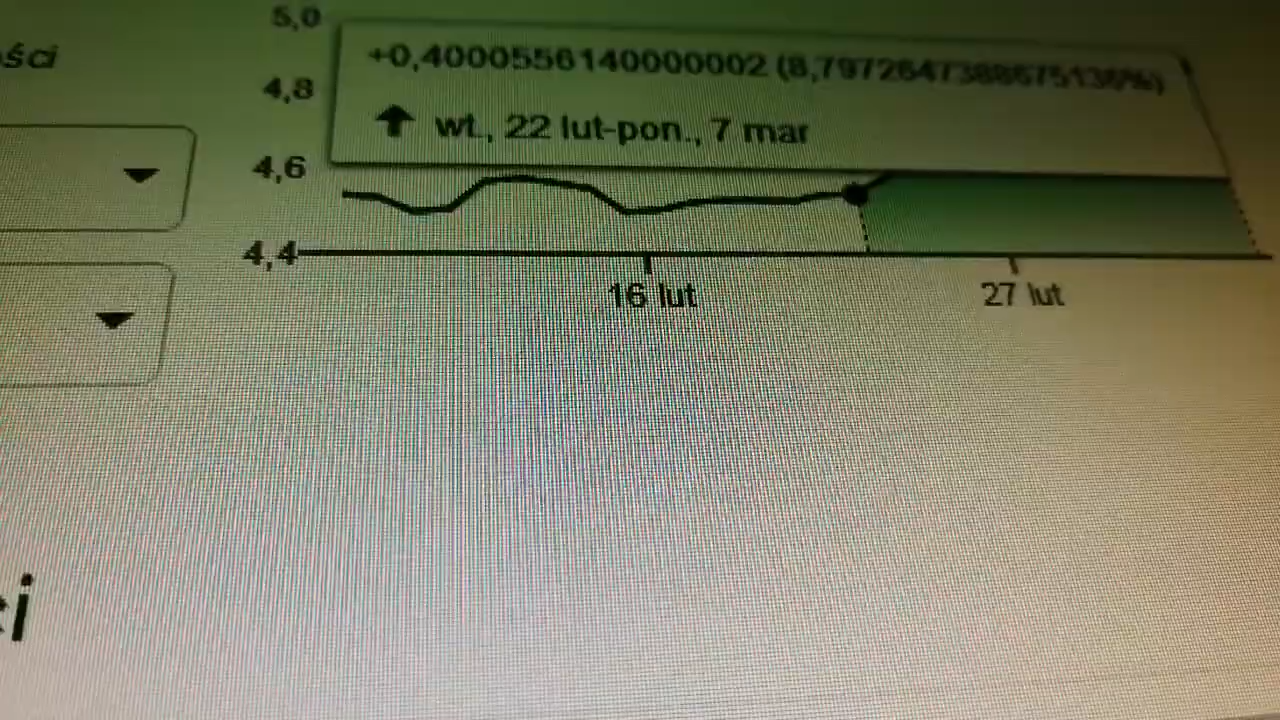 5,0
ści
+0,4000556140000002 (8,797264738867513%)
4,8
wt., 22 lut-pon., 7 mar
4,6
4,4
16 lut
27 lut